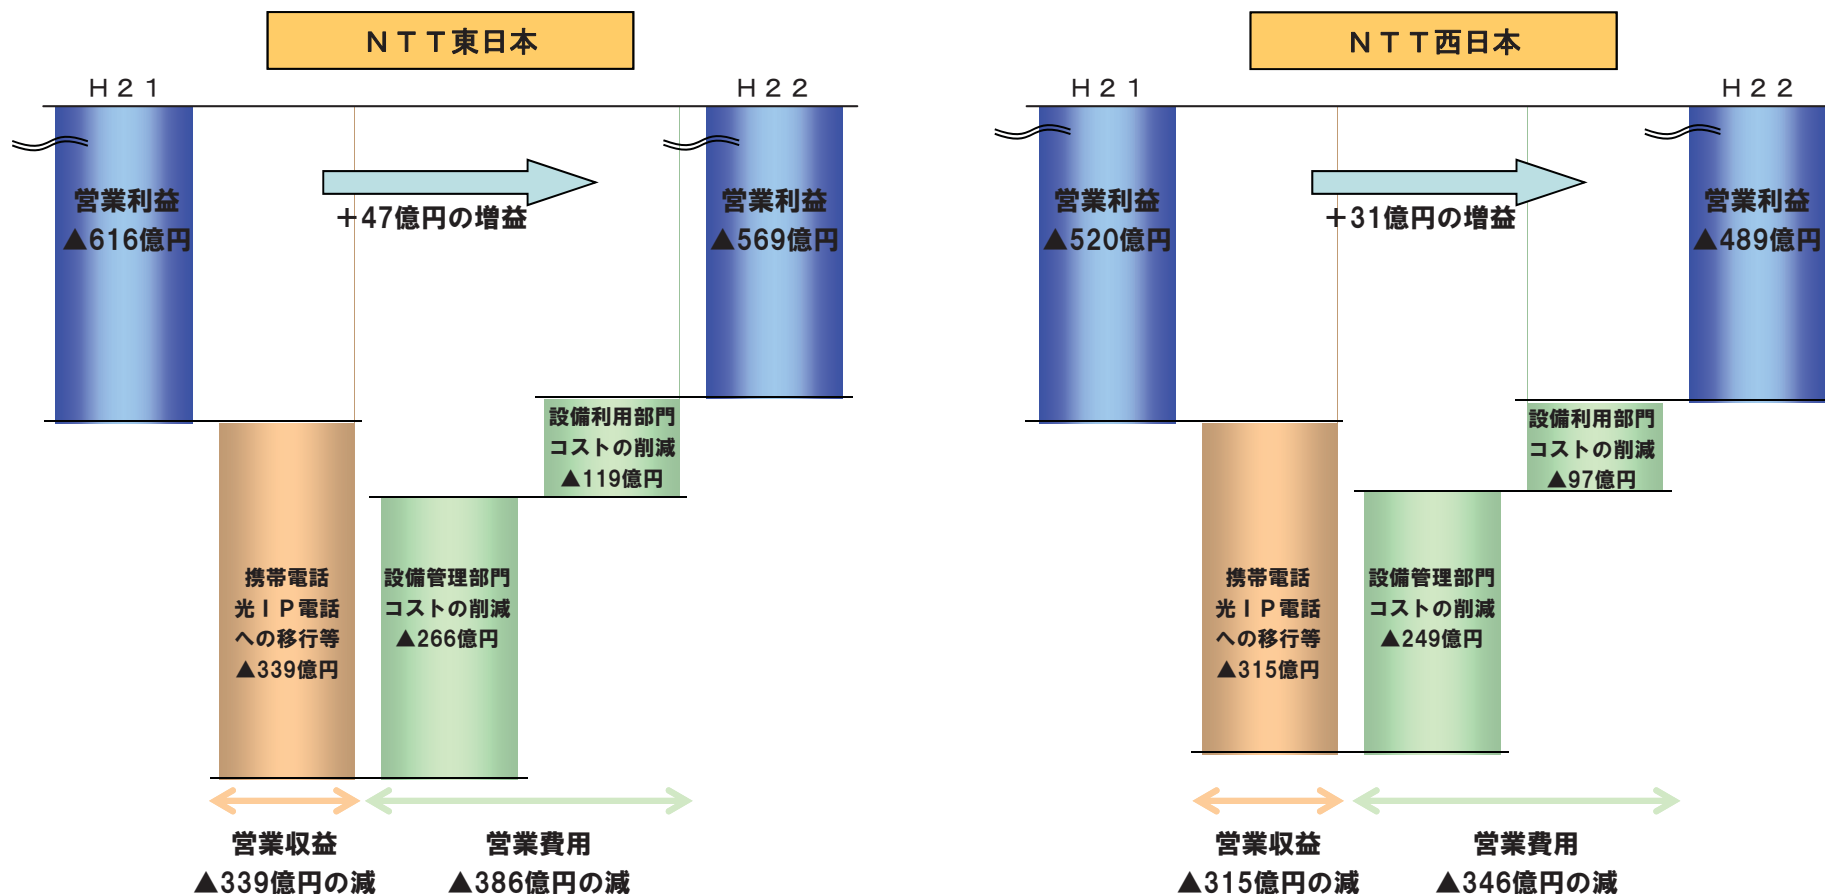 ＮＴＴ東日本
Ｈ２１
Ｈ２２
営業利益
▲616億円
＋47億円の増益
営業利益
▲569億円
設備利用部門
コストの削減
▲119億円
携帯電話
光ＩＰ電話
への移行等
▲339億円
設備管理部門
コストの削減
▲266億円
営業収益
▲339億円の減
営業費用
▲386億円の減
ＮＴＴ西日本
Ｈ２１
Ｈ２２
営業利益
▲520億円
＋31億円の増益
営業利益
▲489億円
設備利用部門
コストの削減
▲97億円
携帯電話
光ＩＰ電話
への移行等
▲315億円
設備管理部門
コストの削減
▲249億円
営業収益
▲315億円の減
営業費用
▲346億円の減